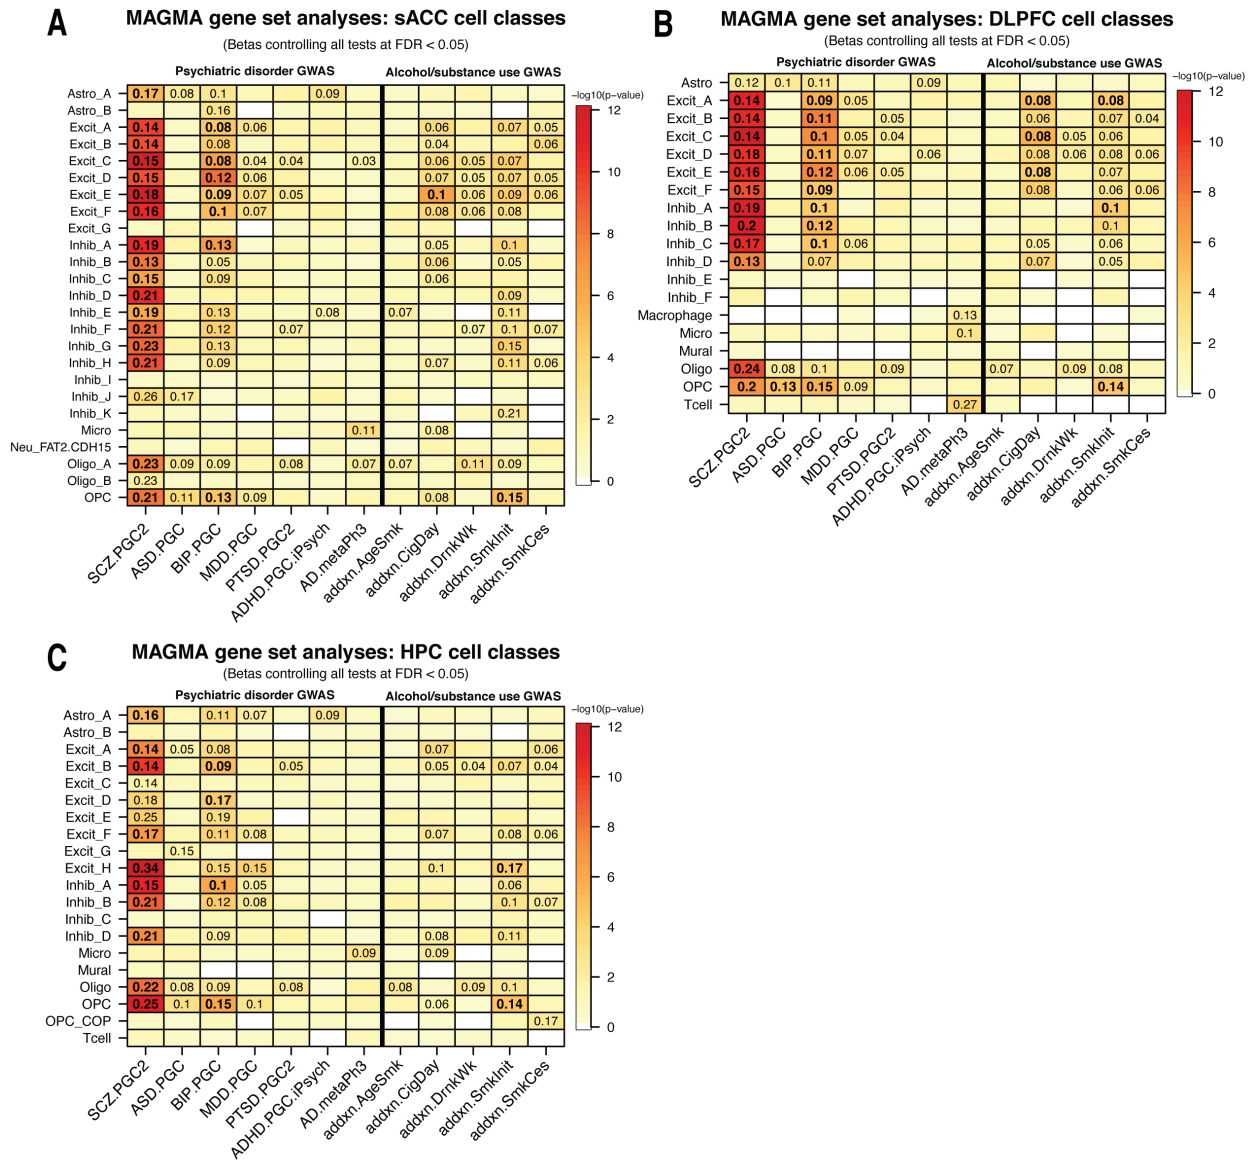 A
MAGMA gene set analyses: sACC cell classes
(Betas controlling all tests at FDR < 0.05)
Psychiatric disorder GWAS
Alcohol/substance use GWAS
−log10(p−value)
Astro_A 0.17 0.08 0.1 0.09
Astro_B 0.16
Excit_A 0.14 0.08 0.06 0.06 0.07 0.05
Excit_B 0.14 0.08 0.04 0.06
Excit_C 0.15 0.08 0.04 0.04 0.03 0.06 0.05 0.07
Excit_D 0.15 0.12 0.06 0.07 0.05 0.07 0.05
Excit_E 0.18 0.09 0.07 0.05 0.1 0.06 0.09 0.06
Excit_F 0.16 0.1 0.07 0.08 0.06 0.08
Excit_G
Inhib_A 0.19 0.13 0.05 0.1
Inhib_B 0.13 0.05 0.06 0.05
Inhib_C 0.15 0.09 0.06
Inhib_D 0.21 0.09
Inhib_E 0.19 0.13 0.08 0.07 0.11
Inhib_F 0.21 0.12 0.07 0.07 0.1 0.07
Inhib_G 0.23 0.13 0.15
Inhib_H 0.21 0.09 0.07 0.11 0.06
Inhib_I
Inhib_J 0.26 0.17
Inhib_K 0.21
Micro 0.11 0.08
Neu_FAT2.CDH15
Oligo_A 0.23 0.09 0.09 0.08 0.07 0.07 0.11 0.09
Oligo_B 0.23
OPC 0.21 0.11 0.13 0.09 0.08 0.15
12
10
8
6
4
2
0
SCZ.PGC2
ASD.PGC
BIP.PGC
MDD.PGC
PTSD.PGC2
ADHD.PGC.iPsych
AD.metaPh3
addxn.AgeSmk
addxn.CigDay
addxn.DrnkWk
addxn.SmkInit
addxn.SmkCes
B
MAGMA gene set analyses: DLPFC cell classes
(Betas controlling all tests at FDR < 0.05)
Psychiatric disorder GWAS
Alcohol/substance use GWAS
−log10(p−value)
Astro 0.12 0.1 0.11 0.09
Excit_A 0.14 0.09 0.05 0.08 0.08
Excit_B 0.14 0.11 0.05 0.06 0.07 0.04
Excit_C 0.14 0.1 0.05 0.04 0.08 0.05 0.06
Excit_D 0.18 0.11 0.07 0.06 0.08 0.06 0.08 0.06
Excit_E 0.16 0.12 0.06 0.05 0.08 0.07
Excit_F 0.15 0.09 0.08 0.06 0.06
Inhib_A 0.19 0.1 0.1
Inhib_B 0.2 0.12 0.1
Inhib_C 0.17 0.1 0.06 0.05 0.06
Inhib_D 0.13 0.07 0.07 0.05
Inhib_E
Inhib_F
Macrophage 0.13
Micro 0.1
Mural
Oligo 0.24 0.08 0.1 0.09 0.07 0.09 0.08
OPC 0.2 0.13 0.15 0.09 0.14
Tcell 0.27
12
10
8
6
4
2
0
SCZ.PGC2
ASD.PGC
BIP.PGC
MDD.PGC
PTSD.PGC2
ADHD.PGC.iPsych
AD.metaPh3
addxn.AgeSmk
addxn.CigDay
addxn.DrnkWk
addxn.SmkInit
addxn.SmkCes
C
MAGMA gene set analyses: HPC cell classes
(Betas controlling all tests at FDR < 0.05)
Psychiatric disorder GWAS
Alcohol/substance use GWAS
−log10(p−value)
Astro_A 0.16 0.11 0.07 0.09
Astro_B
Excit_A 0.14 0.05 0.08 0.07 0.06
Excit_B 0.14 0.09 0.05 0.05 0.04 0.07 0.04
Excit_C 0.14
Excit_D 0.18 0.17
Excit_E 0.25 0.19
Excit_F 0.17 0.11 0.08 0.07 0.08 0.06
Excit_G 0.15
Excit_H 0.34 0.15 0.15 0.1 0.17
Inhib_A 0.15 0.1 0.05 0.06
Inhib_B 0.21 0.12 0.08 0.1 0.07
Inhib_C
Inhib_D 0.21 0.09 0.08 0.11
Micro 0.09 0.09
Mural
Oligo 0.22 0.08 0.09 0.08 0.08 0.09 0.1
OPC 0.25 0.1 0.15 0.1 0.06 0.14
OPC_COP 0.17
Tcell
12
10
8
6
4
2
0
SCZ.PGC2
ASD.PGC
BIP.PGC
MDD.PGC
PTSD.PGC2
ADHD.PGC.iPsych
AD.metaPh3
addxn.AgeSmk
addxn.CigDay
addxn.DrnkWk
addxn.SmkInit
addxn.SmkCes